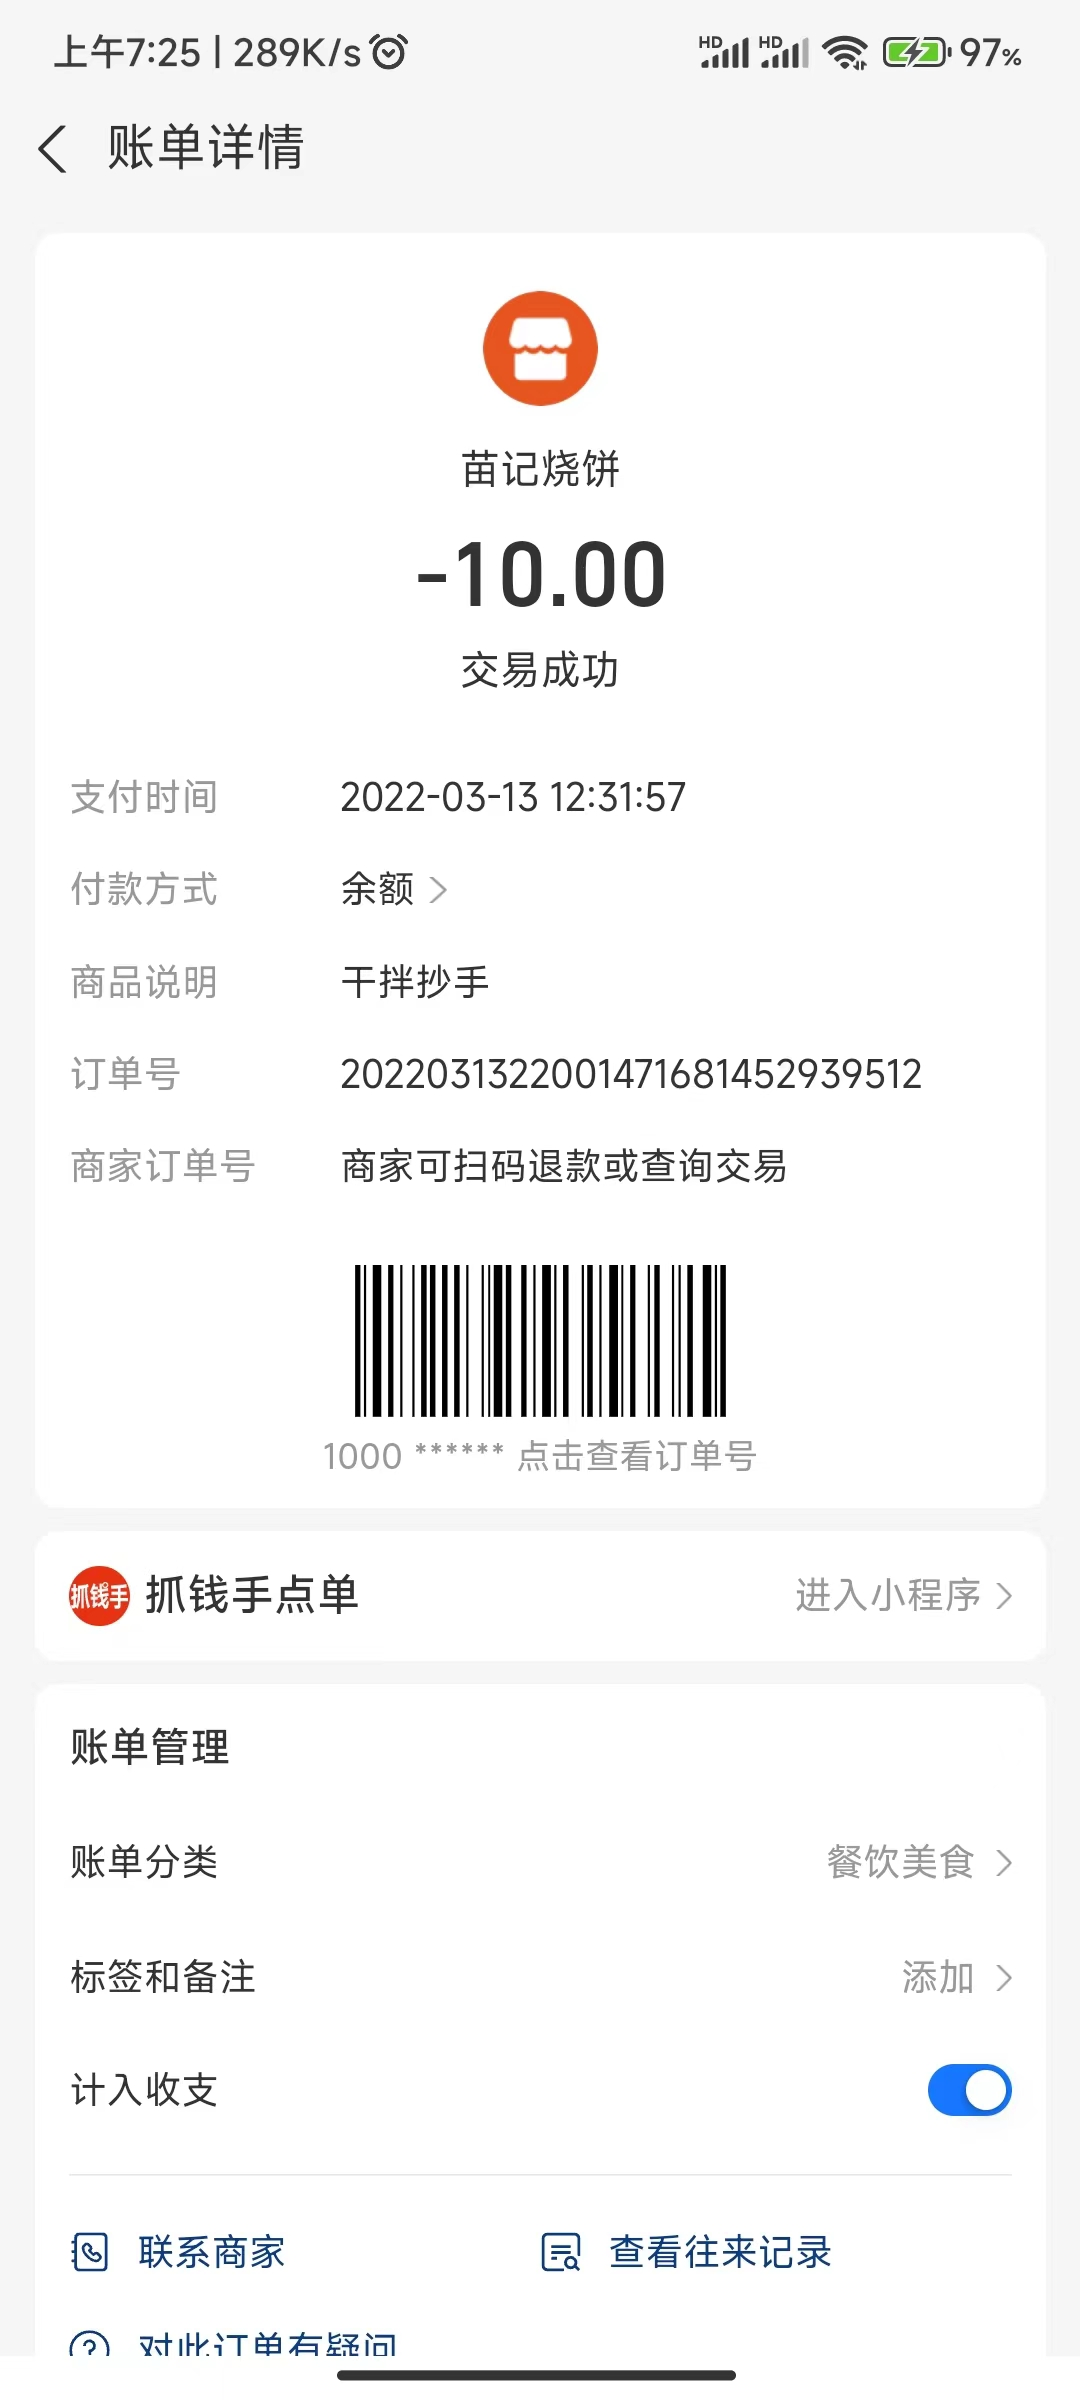 上午7:25 | 289K/s HD HD 97%
账单详情
苗记烧饼
-10.00
交易成功
支付时间 2022-03-13 12:31:57
付款方式 余额
商品说明 干拌抄手
订单号 2022031322001471681452939512
商家订单号 商家可扫码退款或查询交易
1000 ****** 点击查看订单号
抓钱手 抓钱手点单 进入小程序
账单管理
账单分类 餐饮美食
标签和备注 添加
计入收支
联系商家 查看往来记录
对此订单有疑问